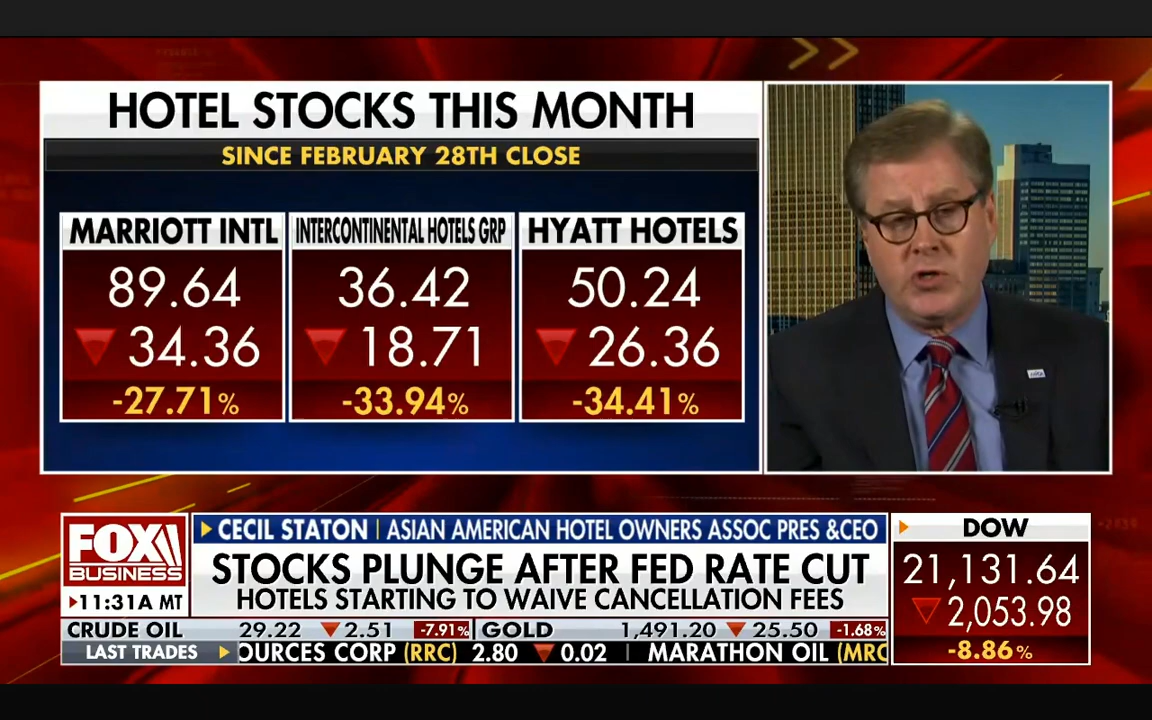 HOTEL STOCKS THIS MONTH
SINCE FEBRUARY 28TH CLOSE
MARRIOTT INTL
89.64
34.36
-27.71%
INTERCONTINENTAL HOTELS GRP
36.42
18.71
-33.94%
HYATT HOTELS
50.24
26.36
-34.41%
FOX
BUSINESS
11:31A MT
CECIL STATON | ASIAN AMERICAN HOTEL OWNERS ASSOC PRES &CEO
STOCKS PLUNGE AFTER FED RATE CUT
HOTELS STARTING TO WAIVE CANCELLATION FEES
CRUDE OIL 29.22 2.51 -7.91% GOLD 1,491.20 25.50 -1.68%
LAST TRADES OURCES CORP (RRC) 2.80 0.02 | MARATHON OIL (MRO
DOW
21,131.64
2,053.98
-8.86%